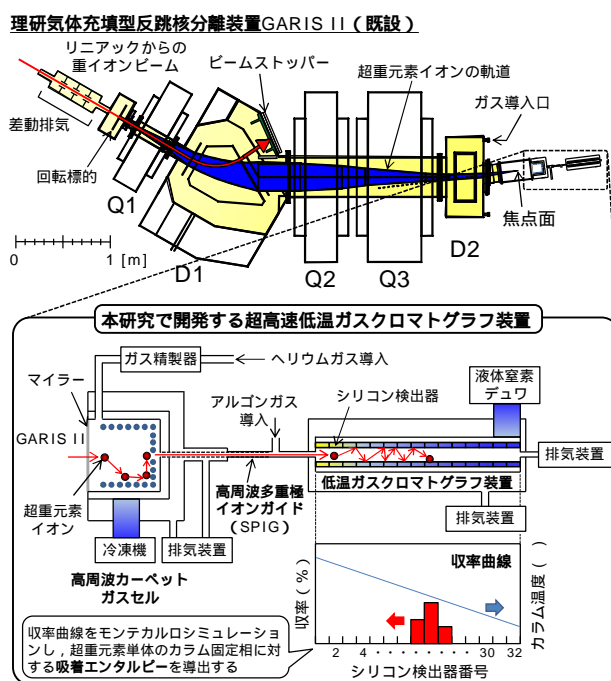 理研気体充填型反跳核分離装置GARIS II（既設）
リニアックからの
重イオンビーム
ビームストッパー
超重元素イオンの軌道
ガス導入口
差動排気
回転標的
Q1
D1
Q2
Q3
D2
焦点面
0 1 [m]
本研究で開発する超高速低温ガスクロマトグラフ装置
ガス精製器
ヘリウムガス導入
マイラー
GARIS II
アルゴンガス
導入
シリコン検出器
液体窒素
デュワ
排気装置
超重元素
イオン
高周波多重極
イオンガイド
(SPIG)
低温ガスクロマトグラフ装置
排気装置
冷凍機
排気装置
高周波カーペット
ガスセル
収率（％）
収率曲線
カラム温度（
2 4 30 32
シリコン検出器番号
収率曲線をモンテカルロシミュレーショ
ンし，超重元素単体のカラム固定相に対
する吸着エンタルピーを導出する